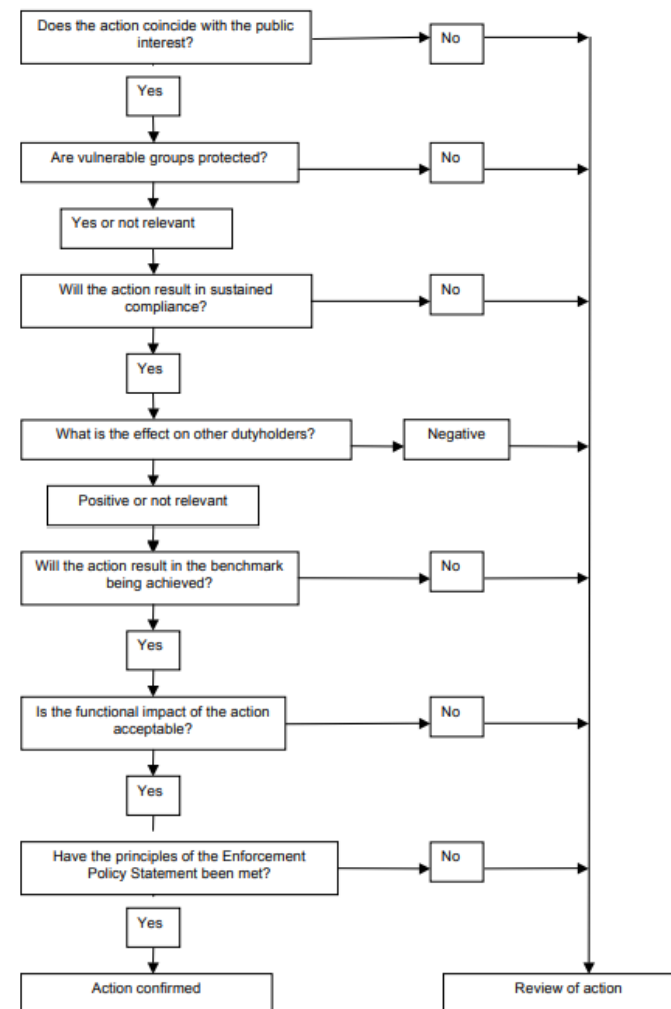 Does the action coincide with the public
interest?
No
Yes
Are vulnerable groups protected?
No
Yes or not relevant
Will the action result in sustained
compliance?
No
Yes
What is the effect on other dutyholders?
Negative
Positive or not relevant
Will the action result in the benchmark
being achieved?
No
Yes
Is the functional impact of the action
acceptable?
No
Yes
Have the principles of the Enforcement
Policy Statement been met?
No
Yes
Action confirmed
Review of action